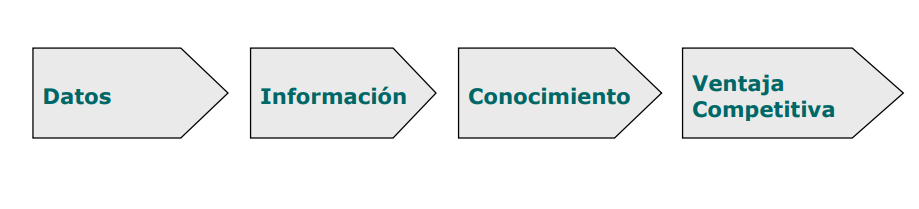 Datos
Información
Conocimiento
Ventaja
Competitiva